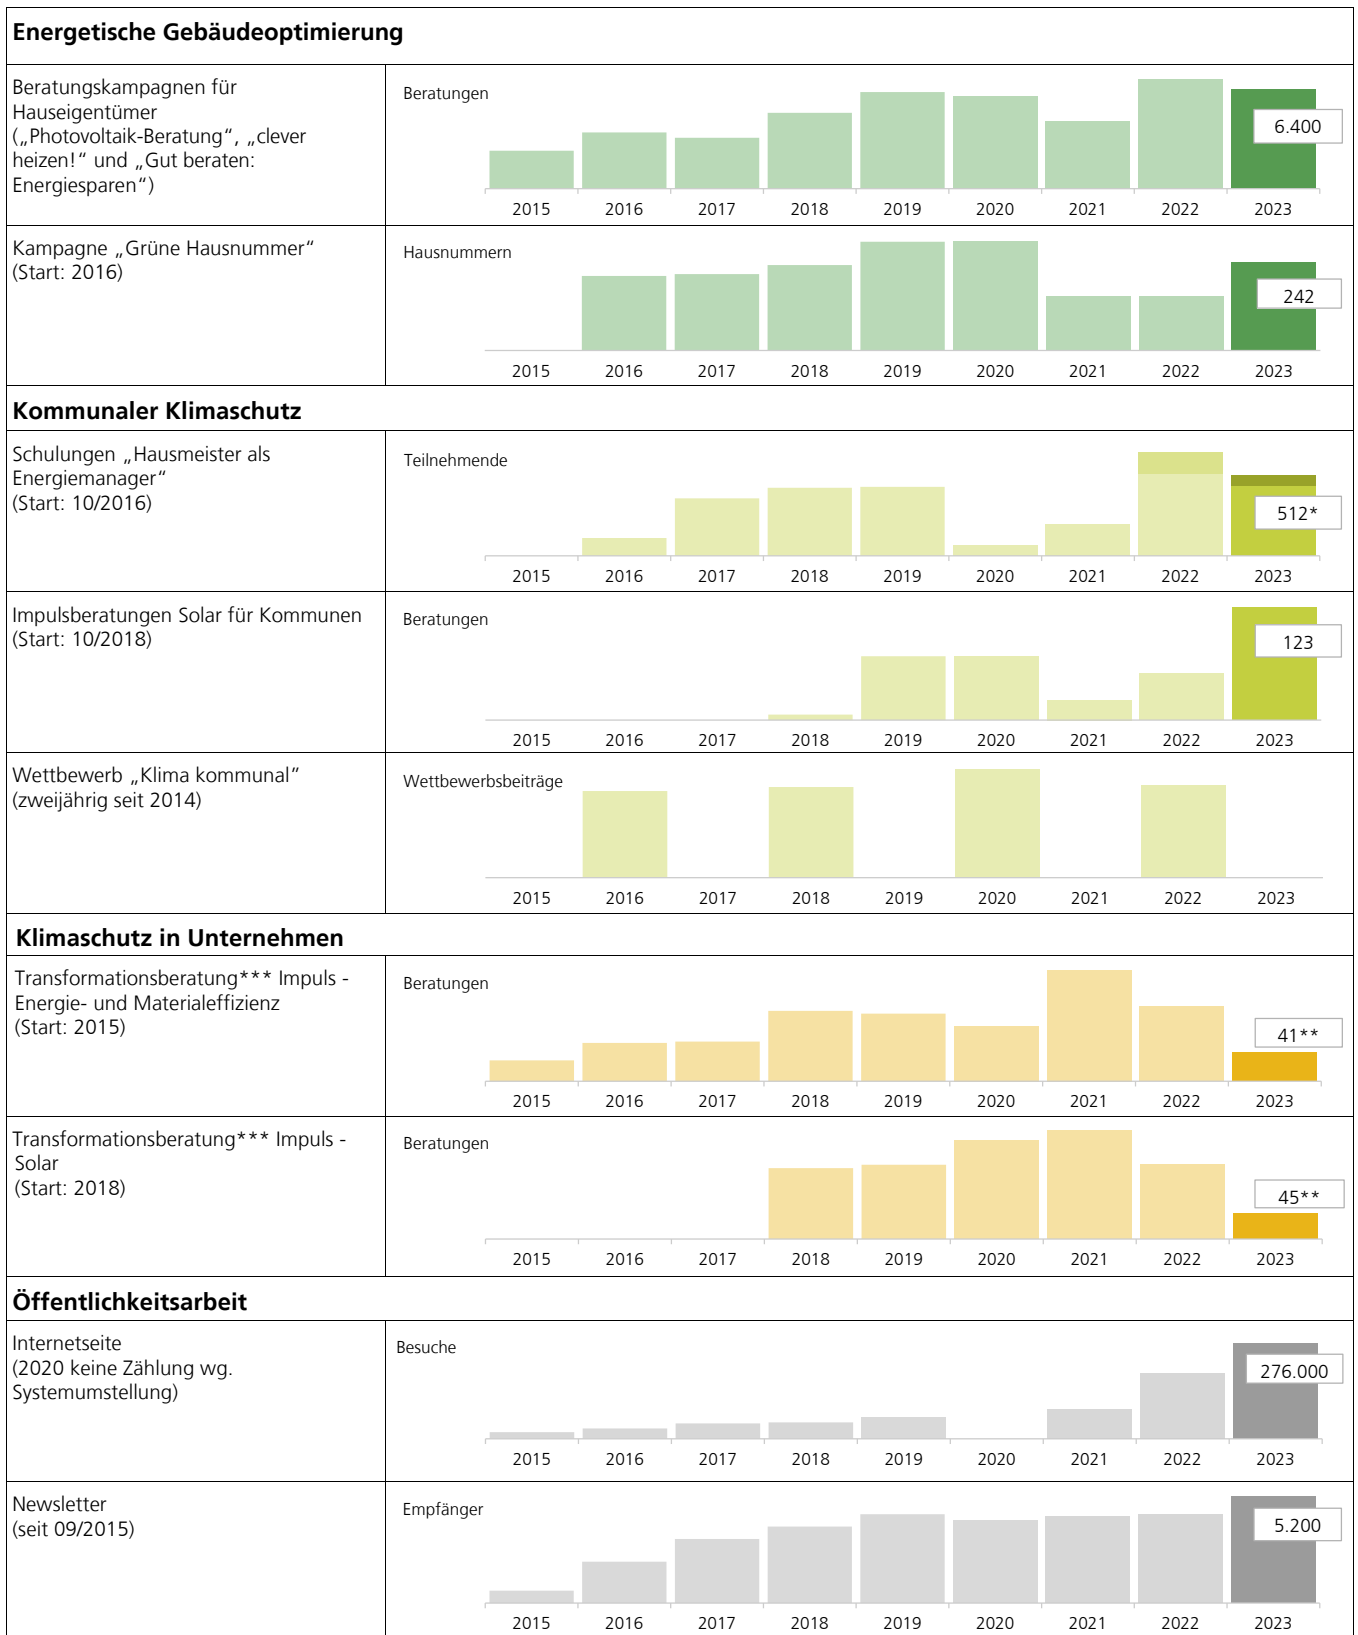 Energetische Gebäudeoptimierung
Beratungskampagnen für
Hauseigentümer
(„Photovoltaik-Beratung“, „clever
heizen!“ und „Gut beraten:
Energiesparen“)
Beratungen
6.400
2015 2016 2017 2018 2019 2020 2021 2022 2023
Kampagne „Grüne Hausnummer“
(Start: 2016)
Hausnummern
242
2015 2016 2017 2018 2019 2020 2021 2022 2023
Kommunaler Klimaschutz
Schulungen „Hausmeister als
Energiemanager“
(Start: 10/2016)
Teilnehmende
512*
2015 2016 2017 2018 2019 2020 2021 2022 2023
Impulsberatungen Solar für Kommunen
(Start: 10/2018)
Beratungen
123
2015 2016 2017 2018 2019 2020 2021 2022 2023
Wettbewerb „Klima kommunal“
(zweijährig seit 2014)
Wettbewerbsbeiträge
2015 2016 2017 2018 2019 2020 2021 2022 2023
Klimaschutz in Unternehmen
Transformationsberatung*** Impuls -
Energie- und Materialeffizienz
(Start: 2015)
Beratungen
41**
2015 2016 2017 2018 2019 2020 2021 2022 2023
Transformationsberatung*** Impuls -
Solar
(Start: 2018)
Beratungen
45**
2015 2016 2017 2018 2019 2020 2021 2022 2023
Öffentlichkeitsarbeit
Internetseite
(2020 keine Zählung wg.
Systemumstellung)
Besuche
276.000
2015 2016 2017 2018 2019 2020 2021 2022 2023
Newsletter
(seit 09/2015)
Empfänger
5.200
2015 2016 2017 2018 2019 2020 2021 2022 2023